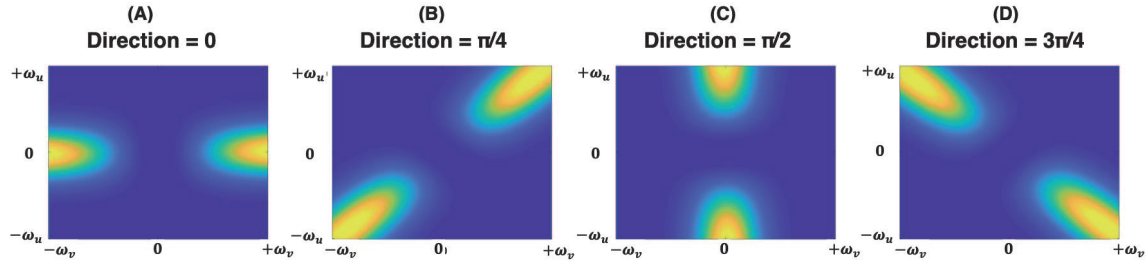 (A)
Direction = 0
+ωᵤ
0
−ωᵤ
−ωᵥ 0 +ωᵥ
(B)
Direction = π/4
+ωᵤ
0
−ωᵤ
−ωᵥ 0 +ωᵥ
(C)
Direction = π/2
+ωᵤ
0
−ωᵤ
−ωᵥ 0 +ωᵥ
(D)
Direction = 3π/4
+ωᵤ
0
−ωᵤ
−ωᵥ 0 +ωᵥ